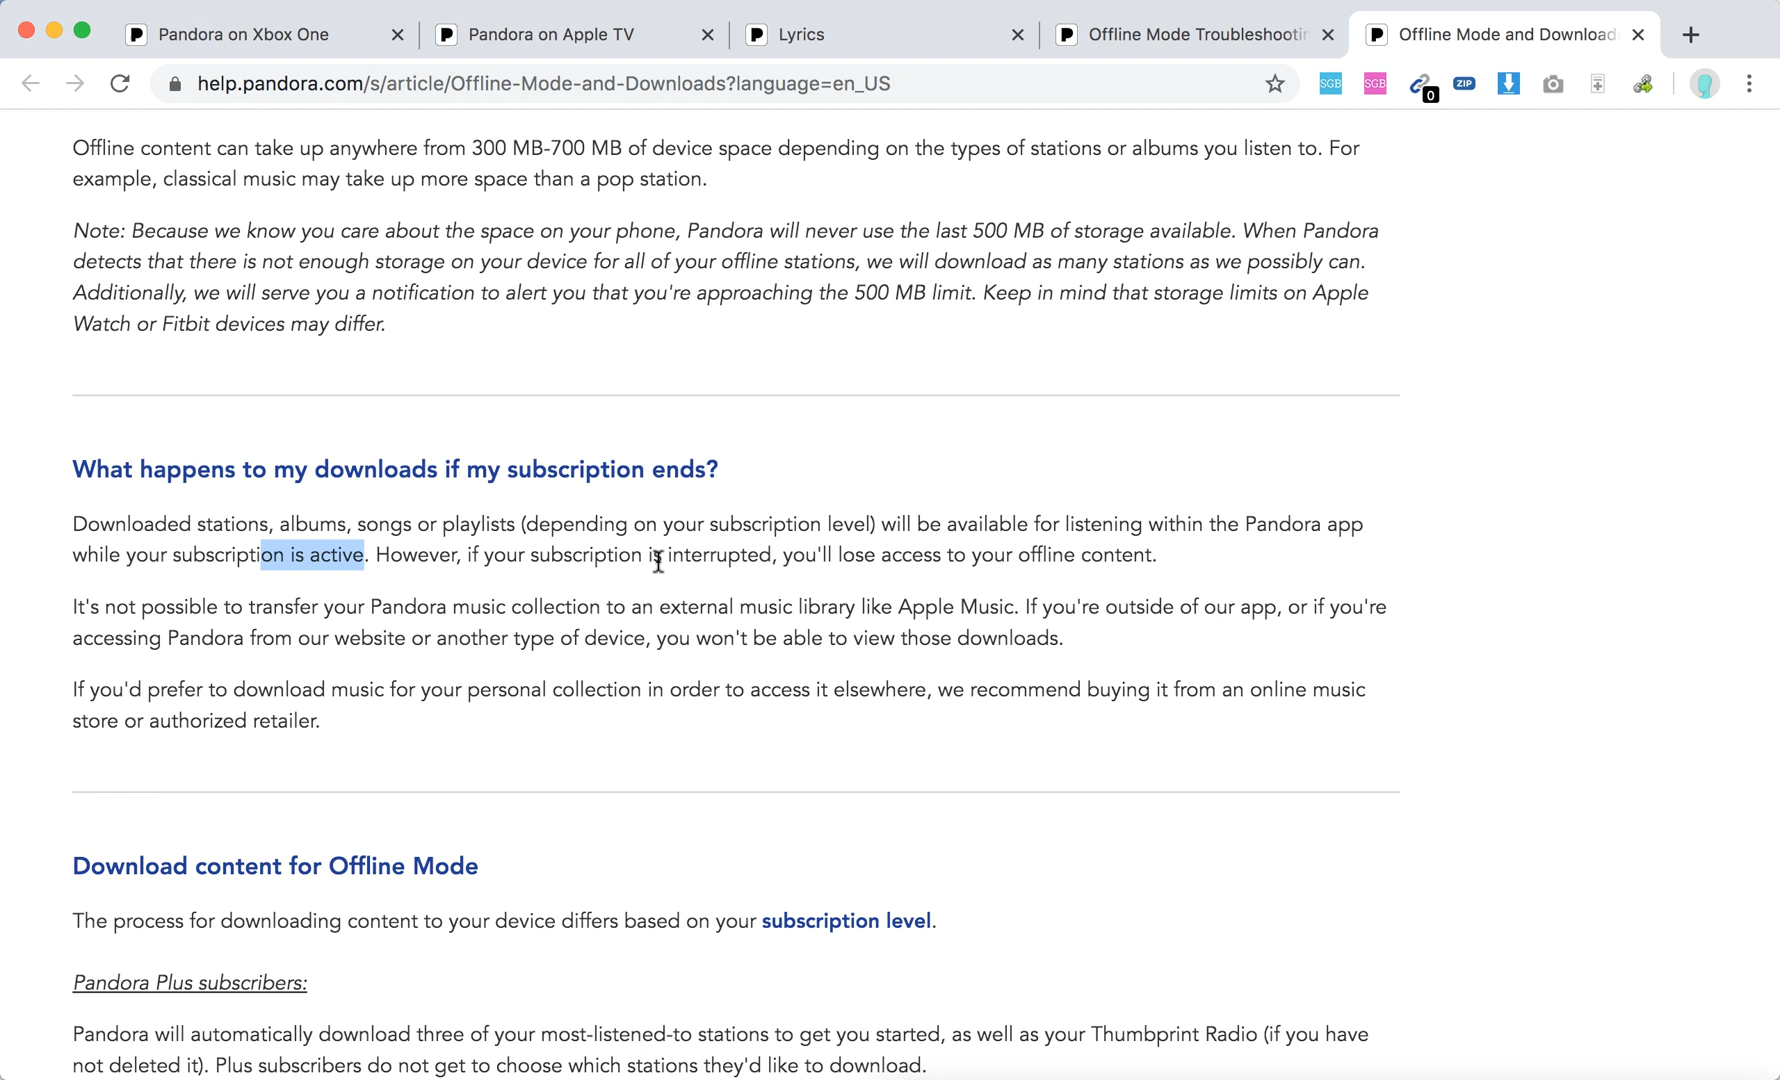 Pandora on Xbox One
Pandora on Apple TV
Lyrics
Offline Mode Troubleshootin
Offline Mode and Download
help.pandora.com/s/article/Offline-Mode-and-Downloads?language=en_US
SGB
SGB
0
ZIP
Offline content can take up anywhere from 300 MB-700 MB of device space depending on the types of stations or albums you listen to. For
example, classical music may take up more space than a pop station.
Note: Because we know you care about the space on your phone, Pandora will never use the last 500 MB of storage available. When Pandora
detects that there is not enough storage on your device for all of your offline stations, we will download as many stations as we possibly can.
Additionally, we will serve you a notification to alert you that you're approaching the 500 MB limit. Keep in mind that storage limits on Apple
Watch or Fitbit devices may differ.
What happens to my downloads if my subscription ends?
Downloaded stations, albums, songs or playlists (depending on your subscription level) will be available for listening within the Pandora app
while your subscription is active. However, if your subscription is interrupted, you'll lose access to your offline content.
It's not possible to transfer your Pandora music collection to an external music library like Apple Music. If you're outside of our app, or if you're
accessing Pandora from our website or another type of device, you won't be able to view those downloads.
If you'd prefer to download music for your personal collection in order to access it elsewhere, we recommend buying it from an online music
store or authorized retailer.
Download content for Offline Mode
The process for downloading content to your device differs based on your subscription level.
Pandora Plus subscribers:
Pandora will automatically download three of your most-listened-to stations to get you started, as well as your Thumbprint Radio (if you have
not deleted it). Plus subscribers do not get to choose which stations they'd like to download.